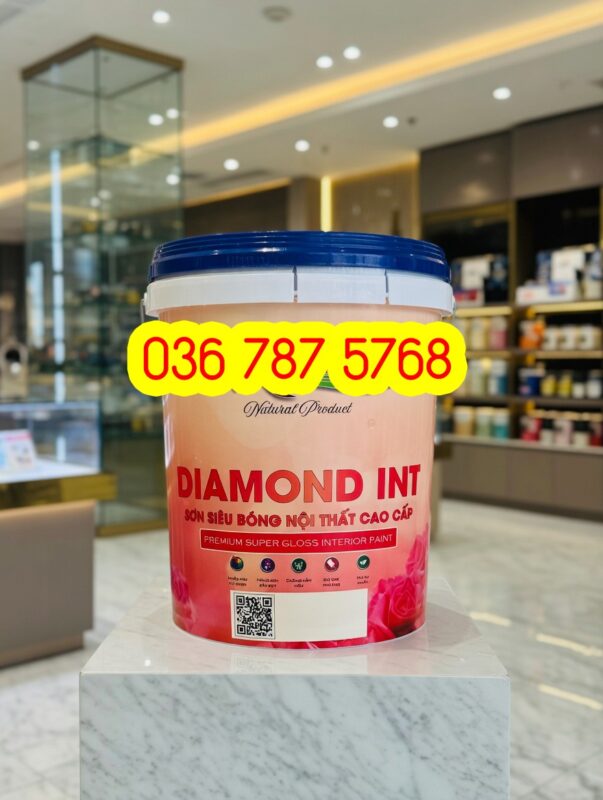 036 787 5768
Natural Product
DIAMOND INT
SƠN SIÊU BÓNG NỘI THẤT CAO CẤP
PREMIUM SUPER GLOSS INTERIOR PAINT